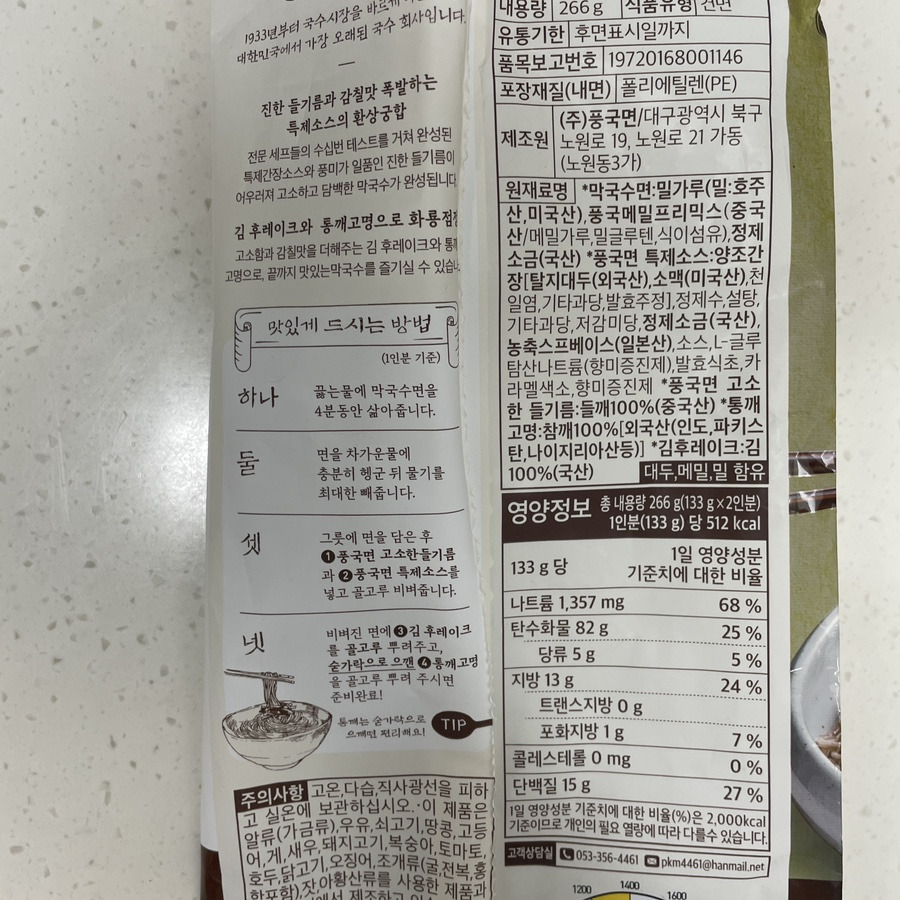 1933년부터 국수시장을 바르게
대한민국에서 가장 오래된 국수 회사입니다.
진한 들기름과 감칠맛 폭발하는
특제소스의 환상궁합
전문 셰프들의 수십번 테스트를 거쳐 완성된
특제간장소스와 풍미가 일품인 진한 들기름이
어우러져 고소하고 담백한 막국수가 완성됩니다
김 후레이크와 통깨고명으로 화룡점
고소함과 감칠맛을 더해주는 김 후레이크와 통깨
고명으로, 끝까지 맛있는막국수를 즐기실 수 있습
맛있게 드시는 방법
(1인분 기준)
하나
끓는물에 막국수면을
4분동안 삶아줍니다.
둘
면을 차가운물에
충분히 헹군 뒤 물기를
최대한 빼줍니다.
셋
그릇에 면을 담은 후
❶풍국면 고소한들기름
과 ❷풍국면 특제소스를
넣고 골고루 비벼줍니다.
넷
비벼진 면에 ❸김 후레이크
를 골고루 뿌려주고,
숟가락으로 으깬 ❹통깨고명
을 골고루 뿌려 주시면
준비완료!
통깨는 숟가락으로
으깨면 편리해요!
TIP
주의사항 고온,다습,직사광선을 피하
고 실온에 보관하십시오.·이 제품은
알류(가금류),우유,쇠고기,땅콩,고등
어,게,새우,돼지고기,복숭아,토마토,
호두,닭고기,오징어,조개류(굴,전복,홍
합포함),잣,아황산류를 사용한 제품과
내용량 266 g 식품유형 건면
유통기한 후면표시일까지
품목보고번호 19720168001146
포장재질(내면) 폴리에틸렌(PE)
제조원
(주)풍국면/대구광역시 북구
노원로 19, 노원로 21 가동
(노원동3가)
원재료명 *막국수면:밀가루(밀:호주
산,미국산),풍국메밀프리믹스(중국
산/메밀가루,밀글루텐,식이섬유),정제
소금(국산) *풍국면 특제소스:양조간
장[탈지대두(외국산),소맥(미국산),천
일염,기타과당,발효주정],정제수,설탕,
기타과당,저감미당,정제소금(국산),
농축스프베이스(일본산),소스,L-글루
탐산나트륨(향미증진제),발효식초,카
라멜색소,향미증진제 *풍국면 고소
한 들기름:들깨100%(중국산) *통깨
고명:참깨100%[외국산(인도,파키스
탄,나이지리아산등)] *김후레이크:김
100%(국산) 대두,메밀,밀 함유
영양정보 총 내용량 266 g(133 g×2인분)
1인분(133 g) 당 512 kcal
133 g 당
1일 영양성분
기준치에 대한 비율
나트륨 1,357 mg 68 %
탄수화물 82 g 25 %
당류 5 g 5 %
지방 13 g 24 %
트랜스지방 0 g
포화지방 1 g 7 %
콜레스테롤 0 mg 0 %
단백질 15 g 27 %
1일 영양성분 기준치에 대한 비율(%)은 2,000kcal
기준이므로 개인의 필요 열량에 따라 다를수 있습니다.
고객상담실 053-356-4461 pkm4461@hanmail.net
1200 1400 1600